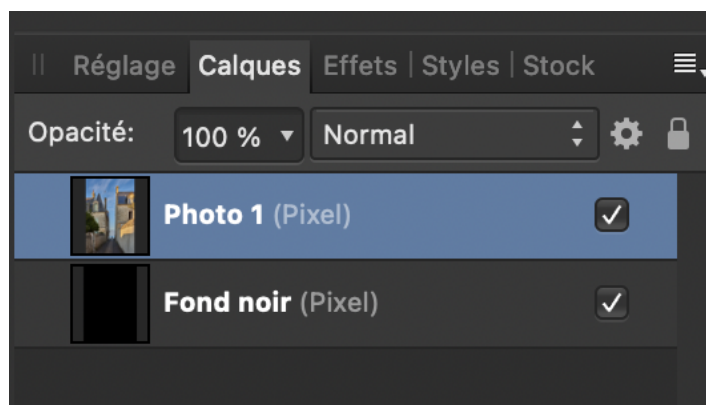 Réglage Calques Effets | Styles | Stock
Opacité: 100 % Normal
Photo 1 (Pixel)
Fond noir (Pixel)